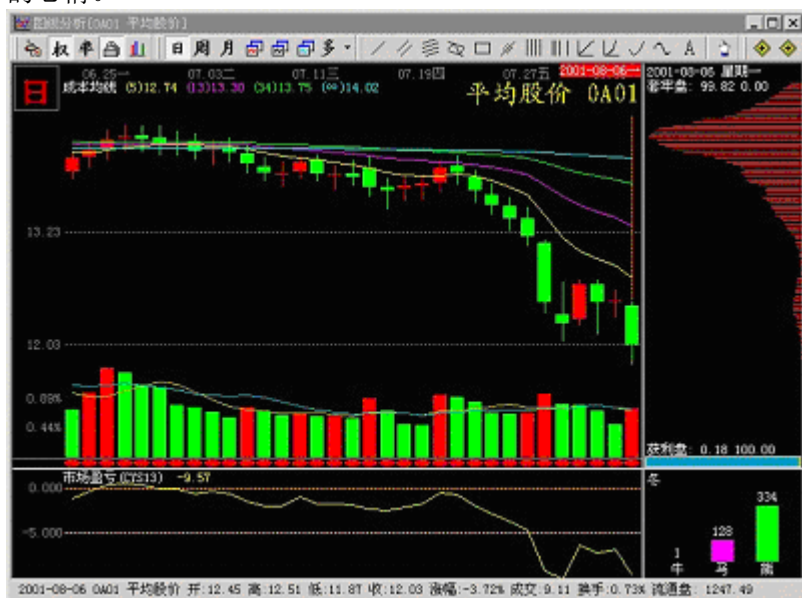 的心情。
图形分析[0A01 平均股价]
权 日 周 月 多 A
日
06.25一 07.03二 07.11三 07.19四 07.27五 2001-08-06一
成本均线 (5)12.74 (13)13.30 (34)13.75 (∞)14.02
平均股价 0A01
2001-08-06 星期一
套牢盘: 99.82 0.00
13.23
12.03
0.89%
0.44%
获利盘: 0.18 100.00
市场盈亏(CYS13) -9.57
0.000
-5.000
冬
334
128
1
牛 马 熊
2001-08-06 0A01 平均股价 开:12.45 高:12.51 低:11.87 收:12.03 涨幅:-3.72% 成交:9.11 换手:0.73% 流通盘: 1247.49